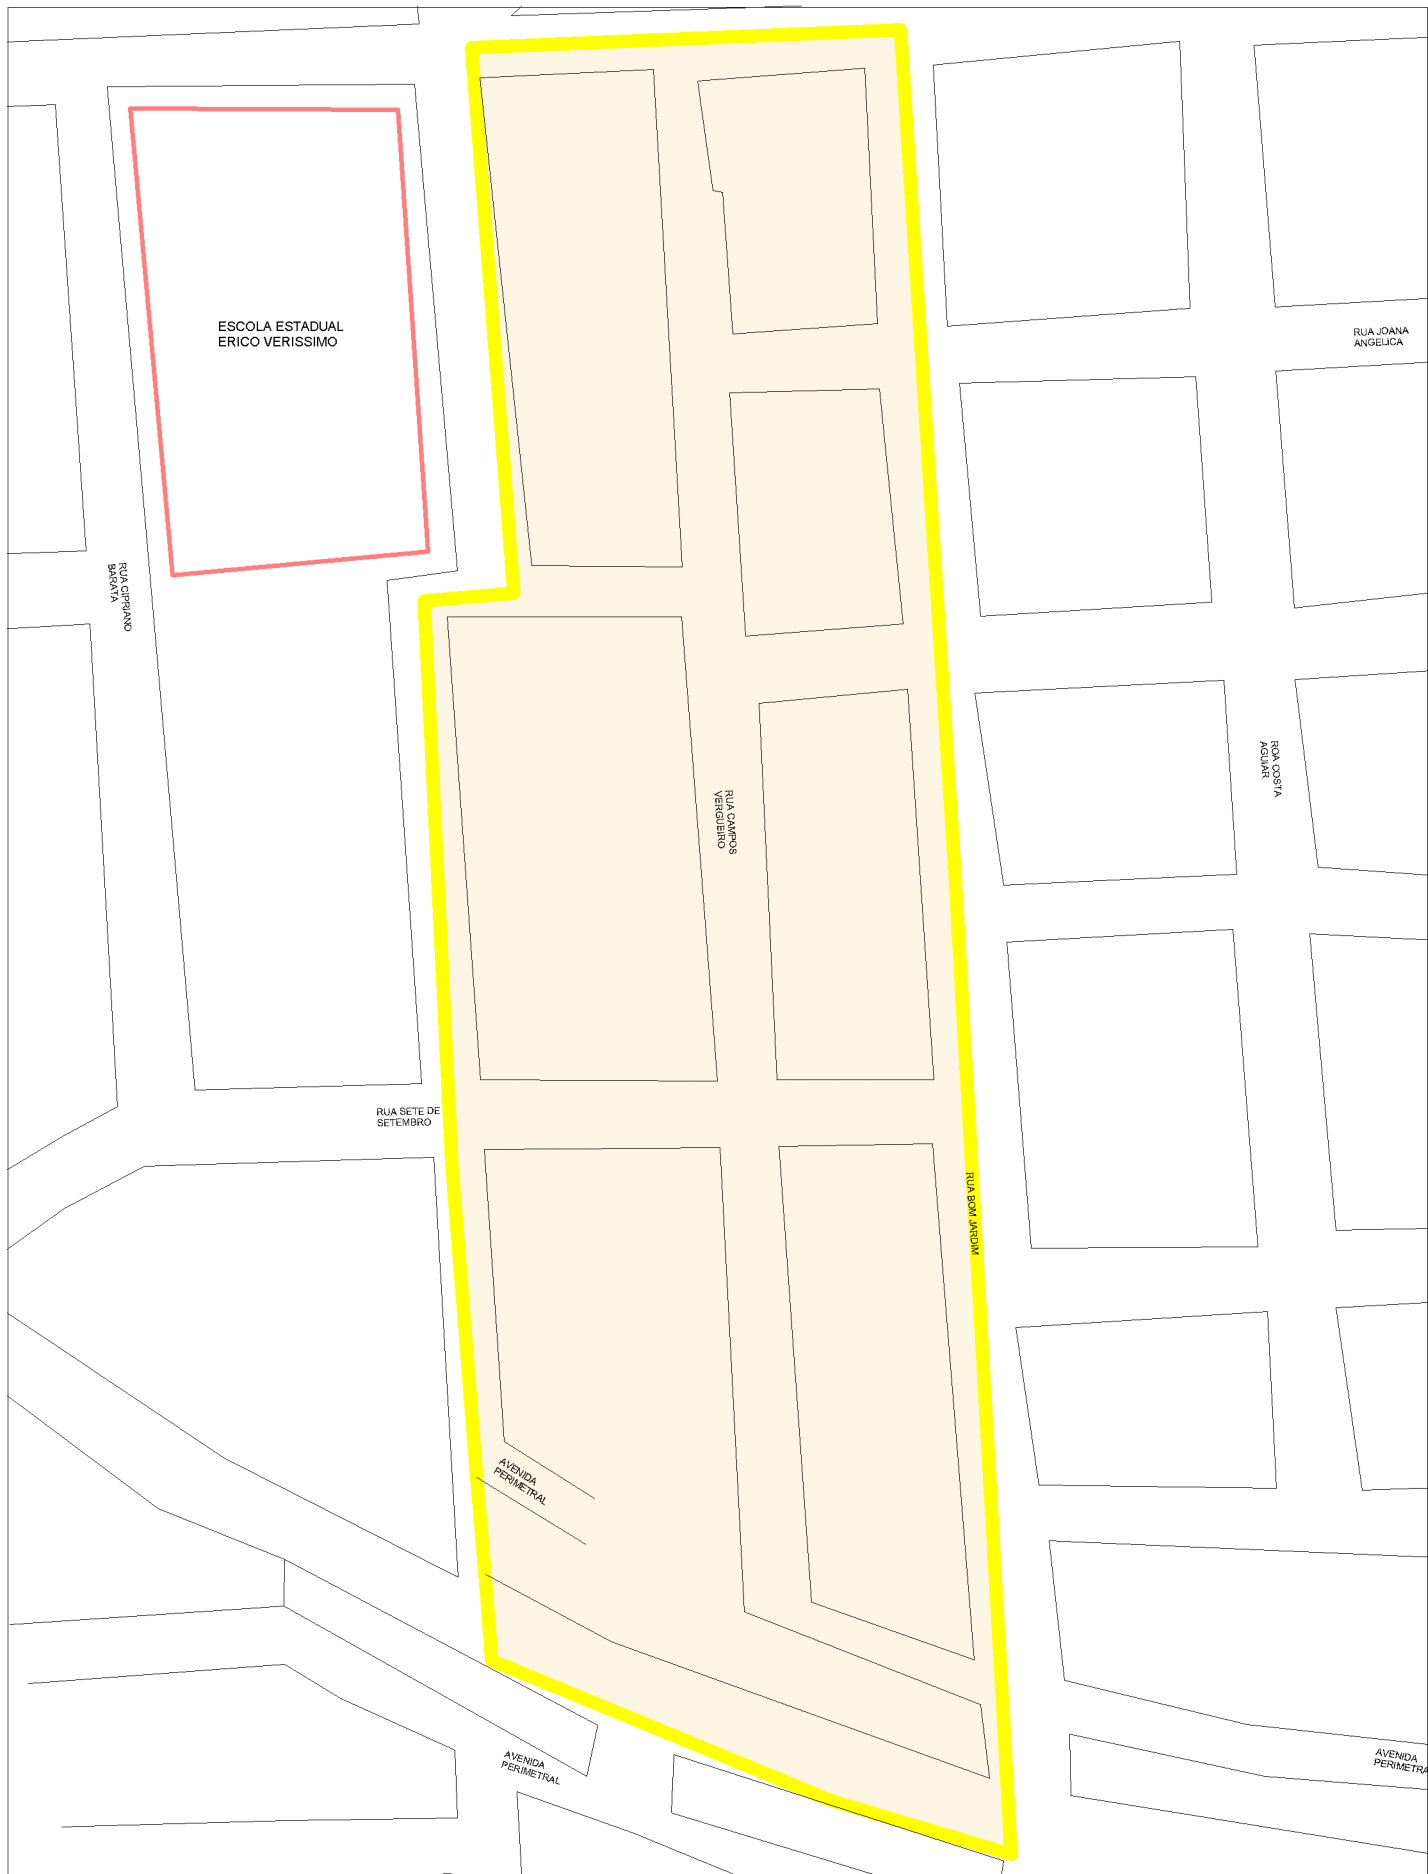 ESCOLA ESTADUAL
ERICO VERISSIMO
RUA JOANA
ANGELICA
RUA CIPRIANO
BARATA
ROA COSTA
AGUIAR
RUA CAMPOS
VERGUEIRO
RUA SETE DE
SETEMBRO
RUA BOM JARDIM
AVENIDA
PERIMETRAL
AVENIDA
PERIMETRAL
AVENIDA
PERIMETRA